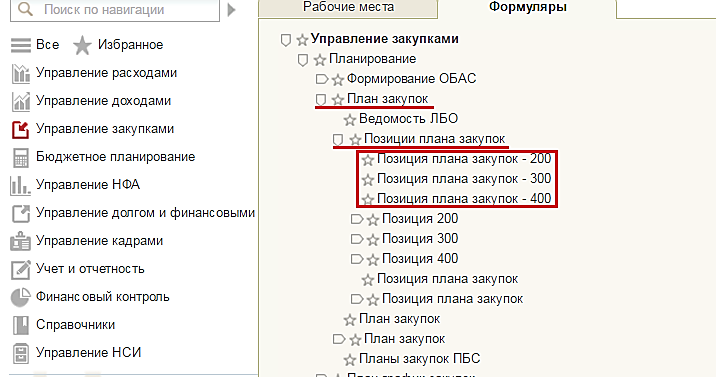 Поиск по навигации
Все
Избранное
Управление расходами
Управление доходами
Управление закупками
Бюджетное планирование
Управление НФА
Управление долгом и финансовыми
Управление кадрами
Учет и отчетность
Финансовый контроль
Справочники
Управление НСИ
Рабочие места
Формуляры
Управление закупками
Планирование
Формирование ОБАС
План закупок
Ведомость ЛБО
Позиции плана закупок
Позиция плана закупок - 200
Позиция плана закупок - 300
Позиция плана закупок - 400
Позиция 200
Позиция 300
Позиция 400
Позиция плана закупок
Позиция плана закупок
План закупок
План закупок
Планы закупок ПБС